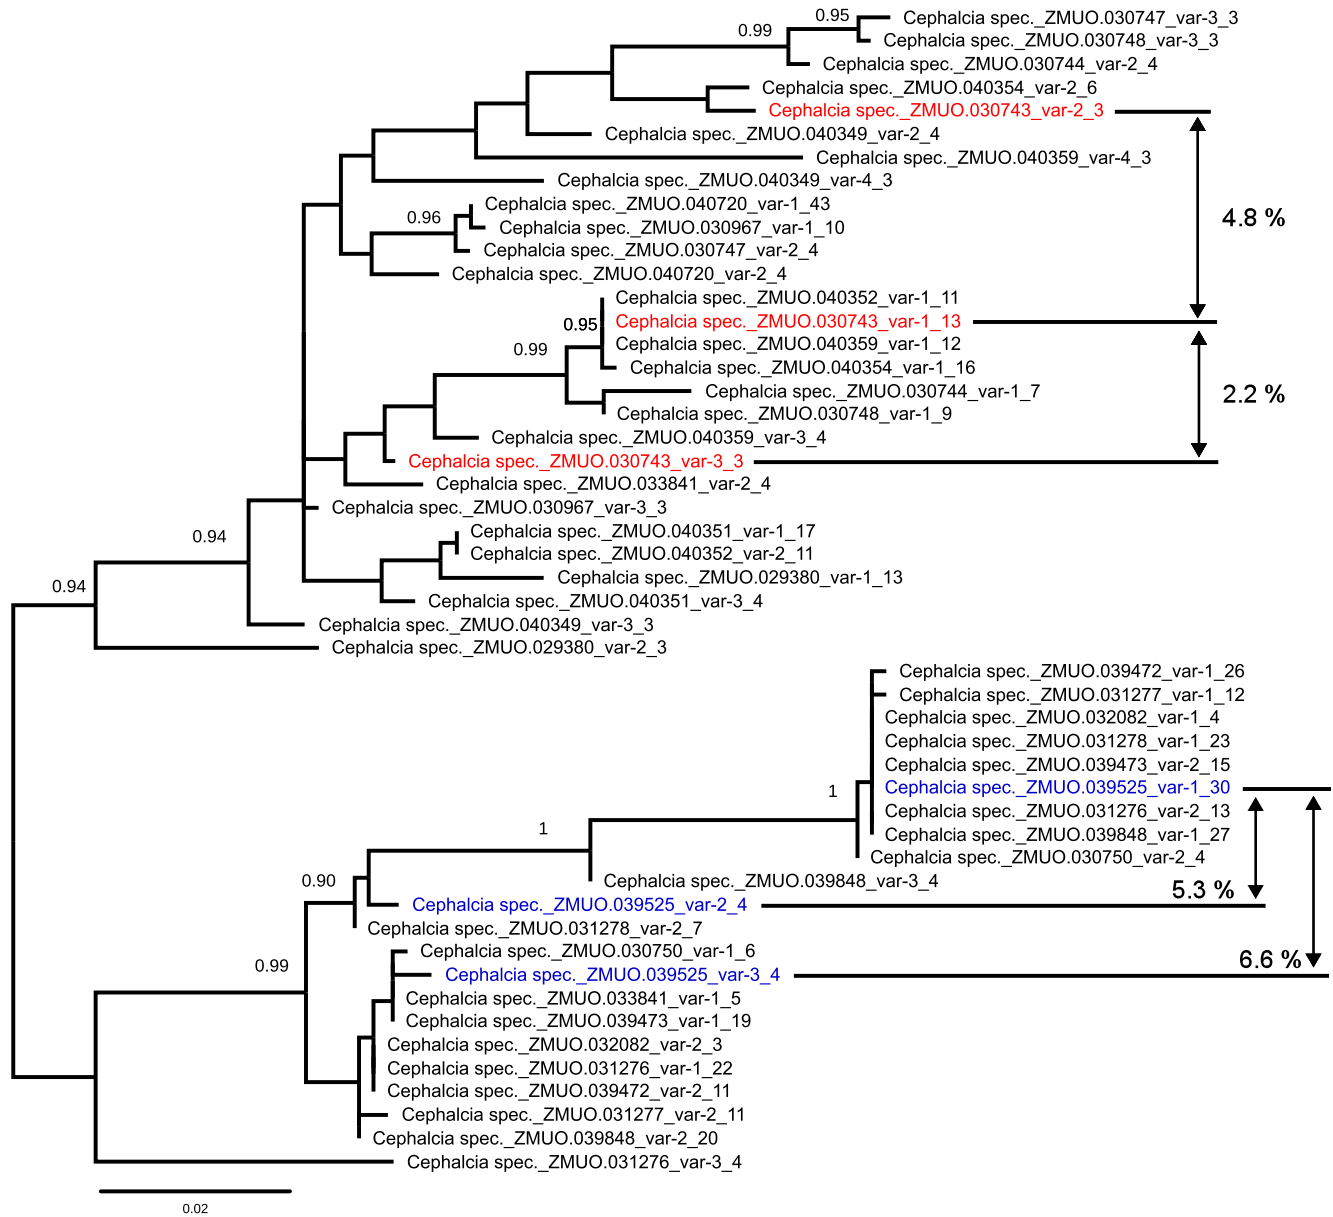 0.95 Cephalcia spec._ZMUO.030747_var-3_3
0.99 Cephalcia spec._ZMUO.030748_var-3_3
Cephalcia spec._ZMUO.030744_var-2_4
Cephalcia spec._ZMUO.040354_var-2_6
Cephalcia spec._ZMUO.030743_var-2_3
Cephalcia spec._ZMUO.040349_var-2_4
Cephalcia spec._ZMUO.040359_var-4_3
Cephalcia spec._ZMUO.040349_var-4_3
Cephalcia spec._ZMUO.040720_var-1_43
0.96 Cephalcia spec._ZMUO.030967_var-1_10
4.8 %
Cephalcia spec._ZMUO.030747_var-2_4
Cephalcia spec._ZMUO.040720_var-2_4
Cephalcia spec._ZMUO.040352_var-1_11
0.95 Cephalcia spec._ZMUO.030743_var-1_13
0.99 Cephalcia spec._ZMUO.040359_var-1_12
Cephalcia spec._ZMUO.040354_var-1_16
Cephalcia spec._ZMUO.030744_var-1_7
2.2 %
Cephalcia spec._ZMUO.030748_var-1_9
Cephalcia spec._ZMUO.040359_var-3_4
Cephalcia spec._ZMUO.030743_var-3_3
Cephalcia spec._ZMUO.033841_var-2_4
Cephalcia spec._ZMUO.030967_var-3_3
0.94 Cephalcia spec._ZMUO.040351_var-1_17
Cephalcia spec._ZMUO.040352_var-2_11
Cephalcia spec._ZMUO.029380_var-1_13
0.94 Cephalcia spec._ZMUO.040351_var-3_4
Cephalcia spec._ZMUO.040349_var-3_3
Cephalcia spec._ZMUO.029380_var-2_3
Cephalcia spec._ZMUO.039472_var-1_26
Cephalcia spec._ZMUO.031277_var-1_12
Cephalcia spec._ZMUO.032082_var-1_4
Cephalcia spec._ZMUO.031278_var-1_23
Cephalcia spec._ZMUO.039473_var-2_15
1 Cephalcia spec._ZMUO.039525_var-1_30
Cephalcia spec._ZMUO.031276_var-2_13
1 Cephalcia spec._ZMUO.039848_var-1_27
Cephalcia spec._ZMUO.030750_var-2_4
0.90 Cephalcia spec._ZMUO.039848_var-3_4
5.3 %
Cephalcia spec._ZMUO.039525_var-2_4
Cephalcia spec._ZMUO.031278_var-2_7
Cephalcia spec._ZMUO.030750_var-1_6
6.6 %
0.99 Cephalcia spec._ZMUO.039525_var-3_4
Cephalcia spec._ZMUO.033841_var-1_5
Cephalcia spec._ZMUO.039473_var-1_19
Cephalcia spec._ZMUO.032082_var-2_3
Cephalcia spec._ZMUO.031276_var-1_22
Cephalcia spec._ZMUO.039472_var-2_11
Cephalcia spec._ZMUO.031277_var-2_11
Cephalcia spec._ZMUO.039848_var-2_20
Cephalcia spec._ZMUO.031276_var-3_4
0.02